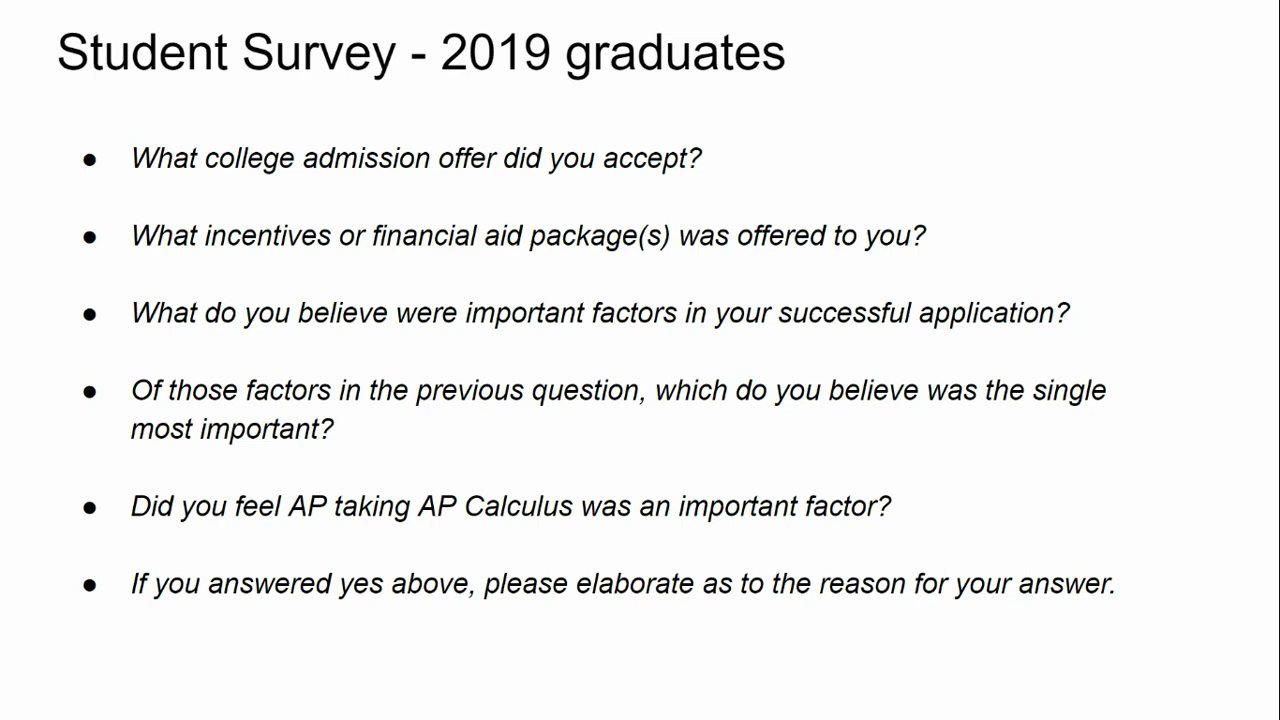 Student Survey - 2019 graduates
● What college admission offer did you accept?
● What incentives or financial aid package(s) was offered to you?
● What do you believe were important factors in your successful application?
● Of those factors in the previous question, which do you believe was the single
most important?
● Did you feel AP taking AP Calculus was an important factor?
● If you answered yes above, please elaborate as to the reason for your answer.